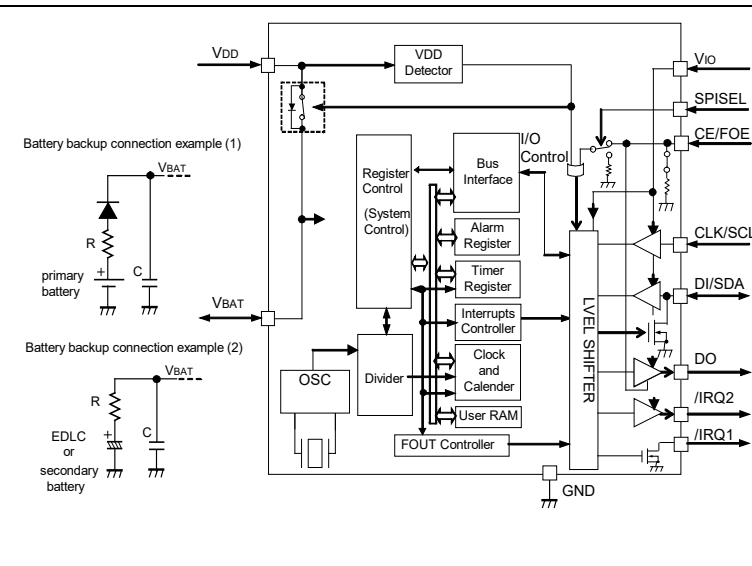 VDD
VDD
Detector
VIO
SPISEL
CE/FOE
I/O
Control
Battery backup connection example (1)
VBAT
R
C
+
primary
battery
Register
Control
(System
Control)
Bus
Interface
Alarm
Register
Timer
Register
Interrupts
Controller
Clock
and
Calender
User RAM
FOUT Controller
LVEL SHIFTER
CLK/SCL
DI/SDA
DO
/IRQ2
/IRQ1
VBAT
Battery backup connection example (2)
VBAT
R
C
+
EDLC
or
secondary
battery
OSC
Divider
GND